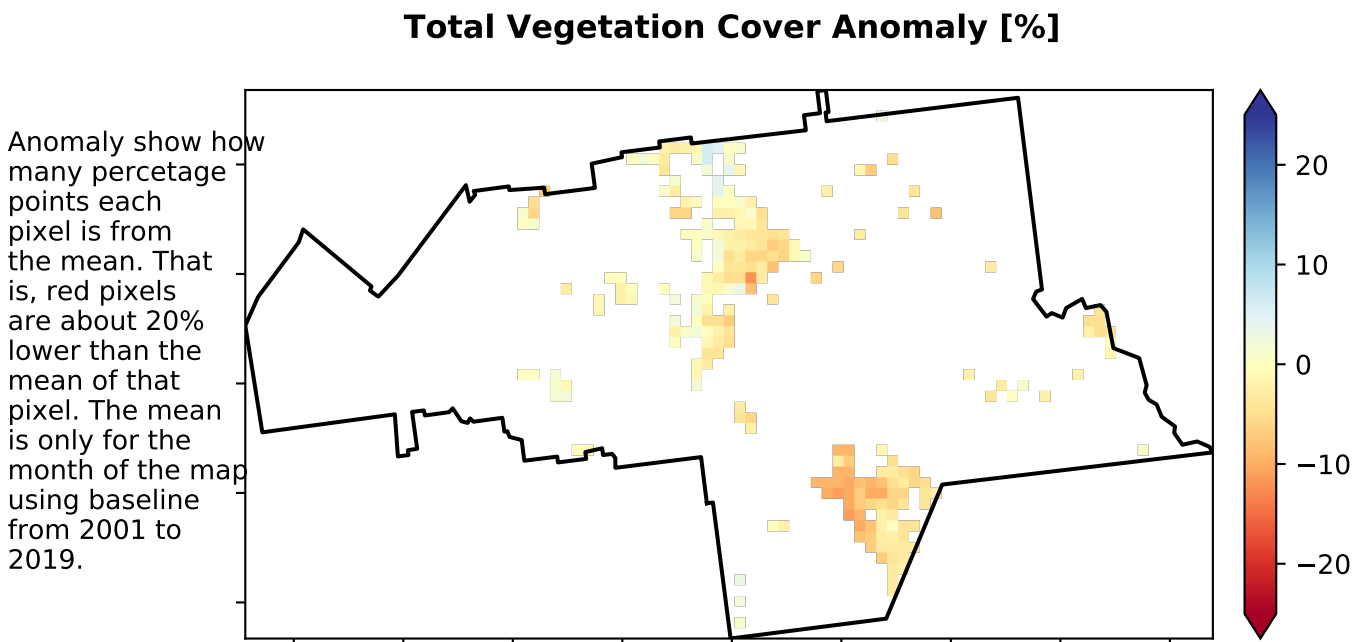 Total Vegetation Cover Anomaly [%]
Anomaly show how
many percetage
points each
pixel is from
the mean. That
is, red pixels
are about 20%
lower than the
mean of that
pixel. The mean
is only for the
month of the map
using baseline
from 2001 to
2019.
20
10
0
−10
−20